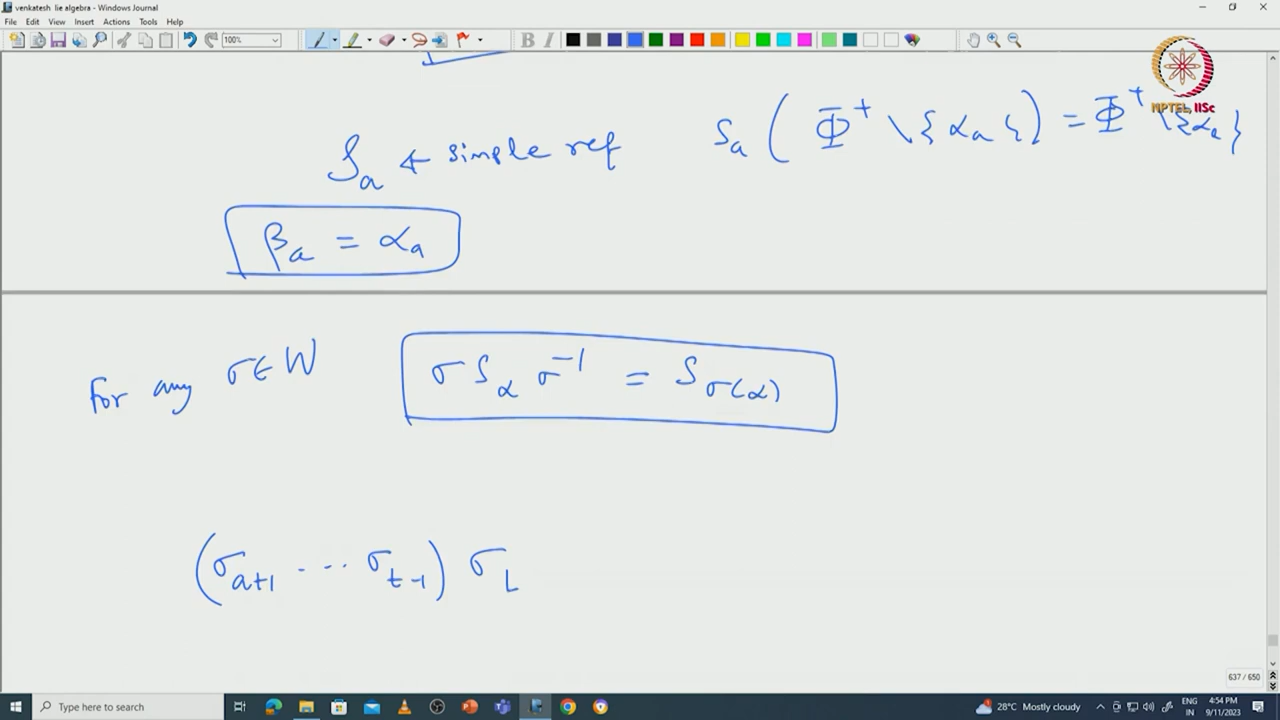 venkatesh lie algebra - Windows Journal
File Edit View Insert Actions Tools Help
100%
B I
NPTEL, IISc
S_a ( Φ⁺ \ {α_a} ) = Φ⁺ \ {α_a}
S_a ← simple ref
β_a = α_a
for any σ ∈ W σ S_α σ⁻¹ = S_σ(α)
(σ_{a+1} ... σ_{t-1}) σ
637 / 650
Type here to search
28°C Mostly cloudy
ENG
IN
4:54 PM
9/11/2023